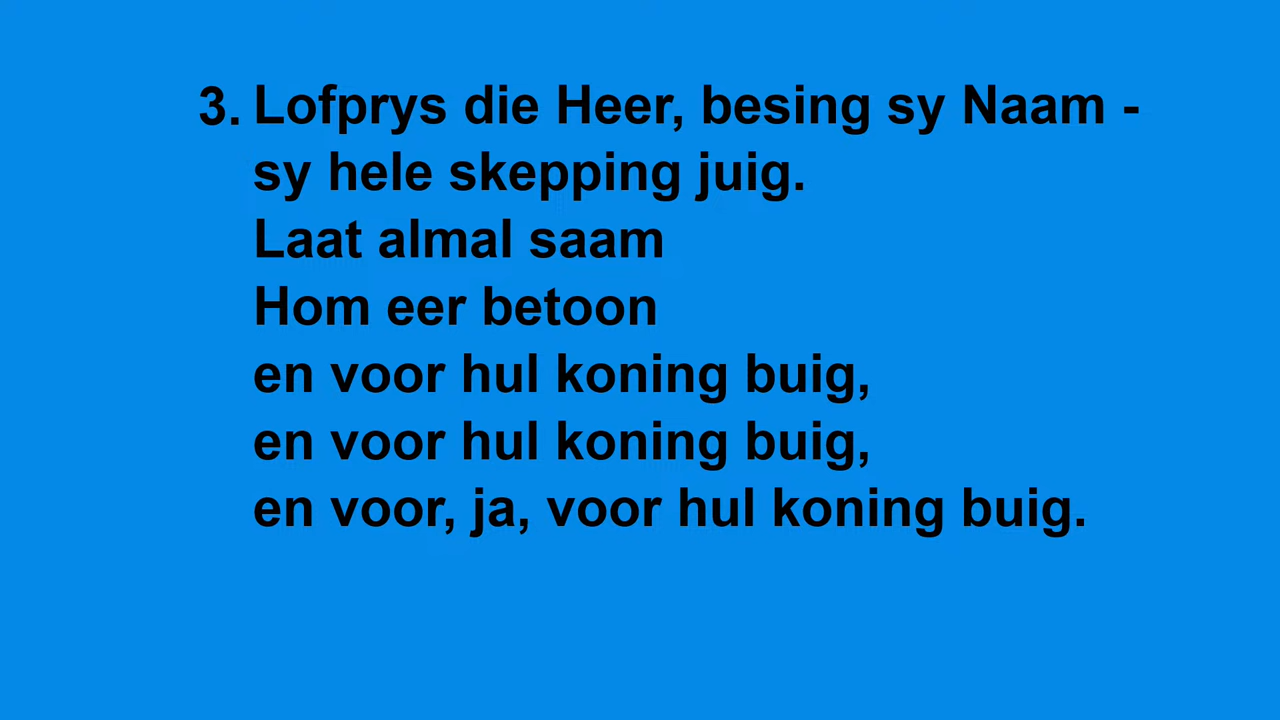 3. Lofprys die Heer, besing sy Naam -
sy hele skepping juig.
Laat almal saam
Hom eer betoon
en voor hul koning buig,
en voor hul koning buig,
en voor, ja, voor hul koning buig.